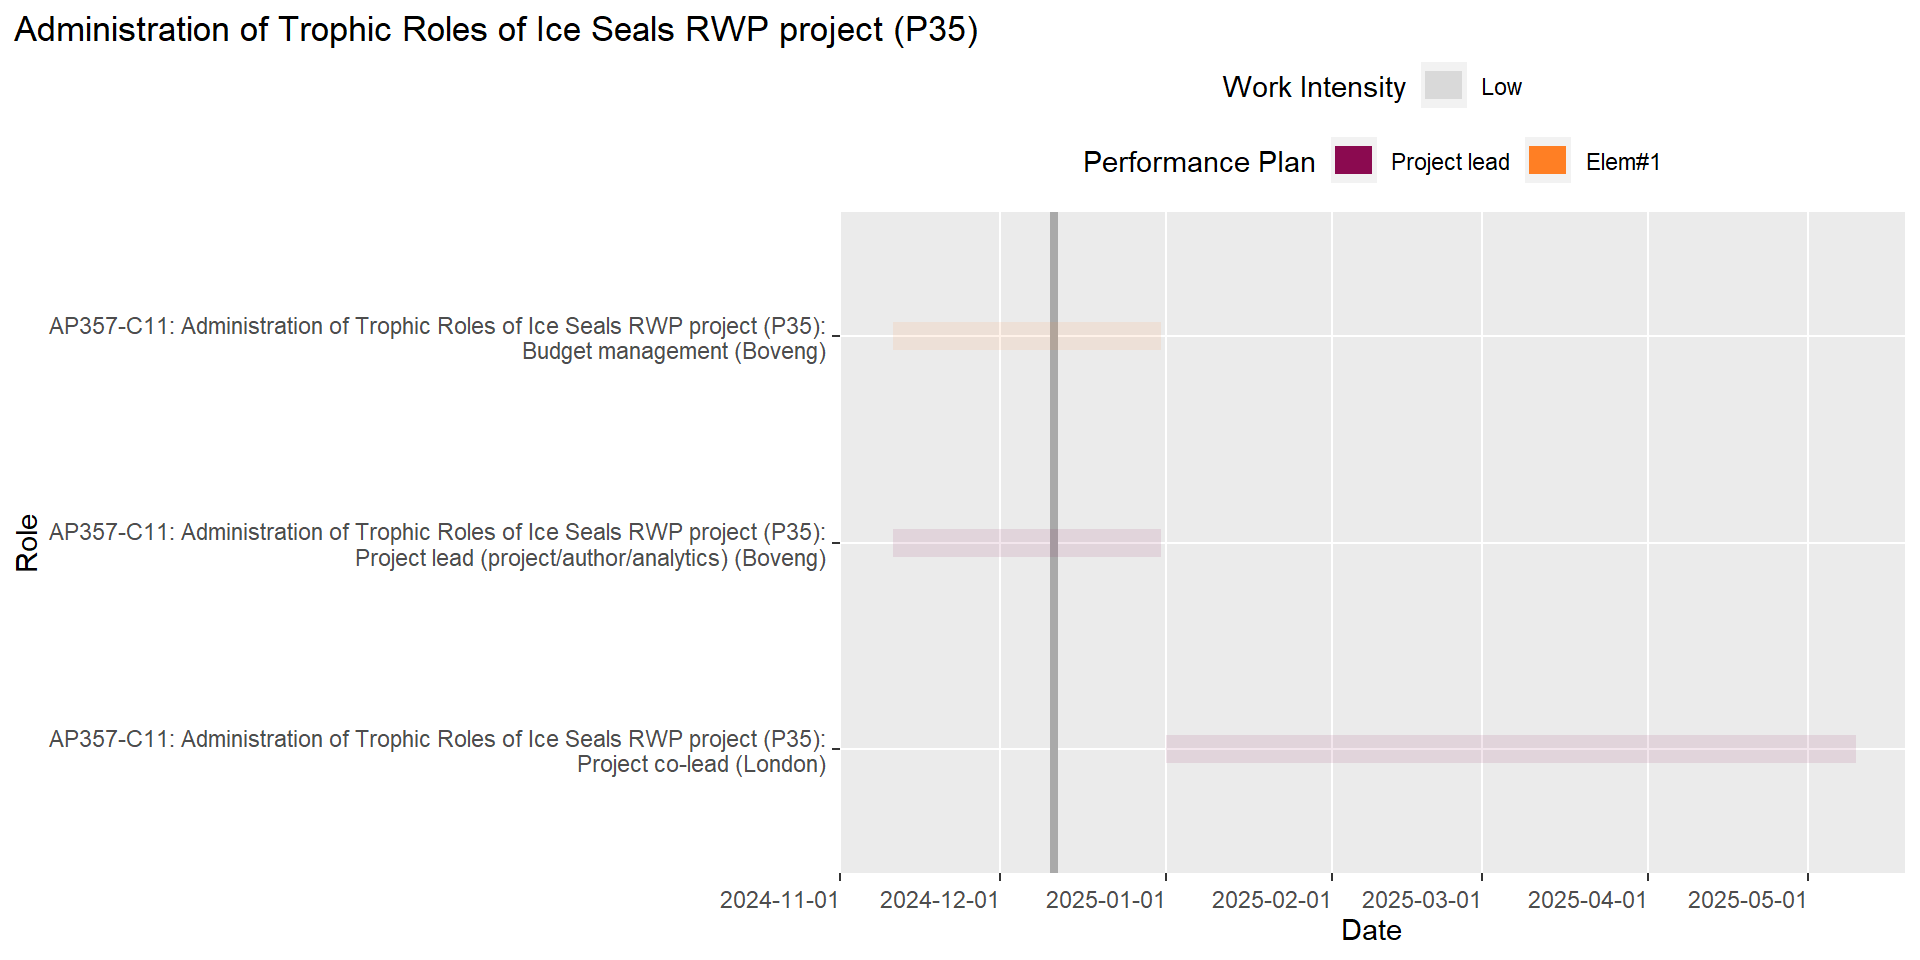 Administration of Trophic Roles of Ice Seals RWP project (P35)
Work Intensity Low
Performance Plan Project lead Elem#1
AP357-C11: Administration of Trophic Roles of Ice Seals RWP project (P35):
Budget management (Boveng)
Role
AP357-C11: Administration of Trophic Roles of Ice Seals RWP project (P35):
Project lead (project/author/analytics) (Boveng)
AP357-C11: Administration of Trophic Roles of Ice Seals RWP project (P35):
Project co-lead (London)
2024-11-01 2024-12-01 2025-01-01 2025-02-01 2025-03-01 2025-04-01 2025-05-01
Date